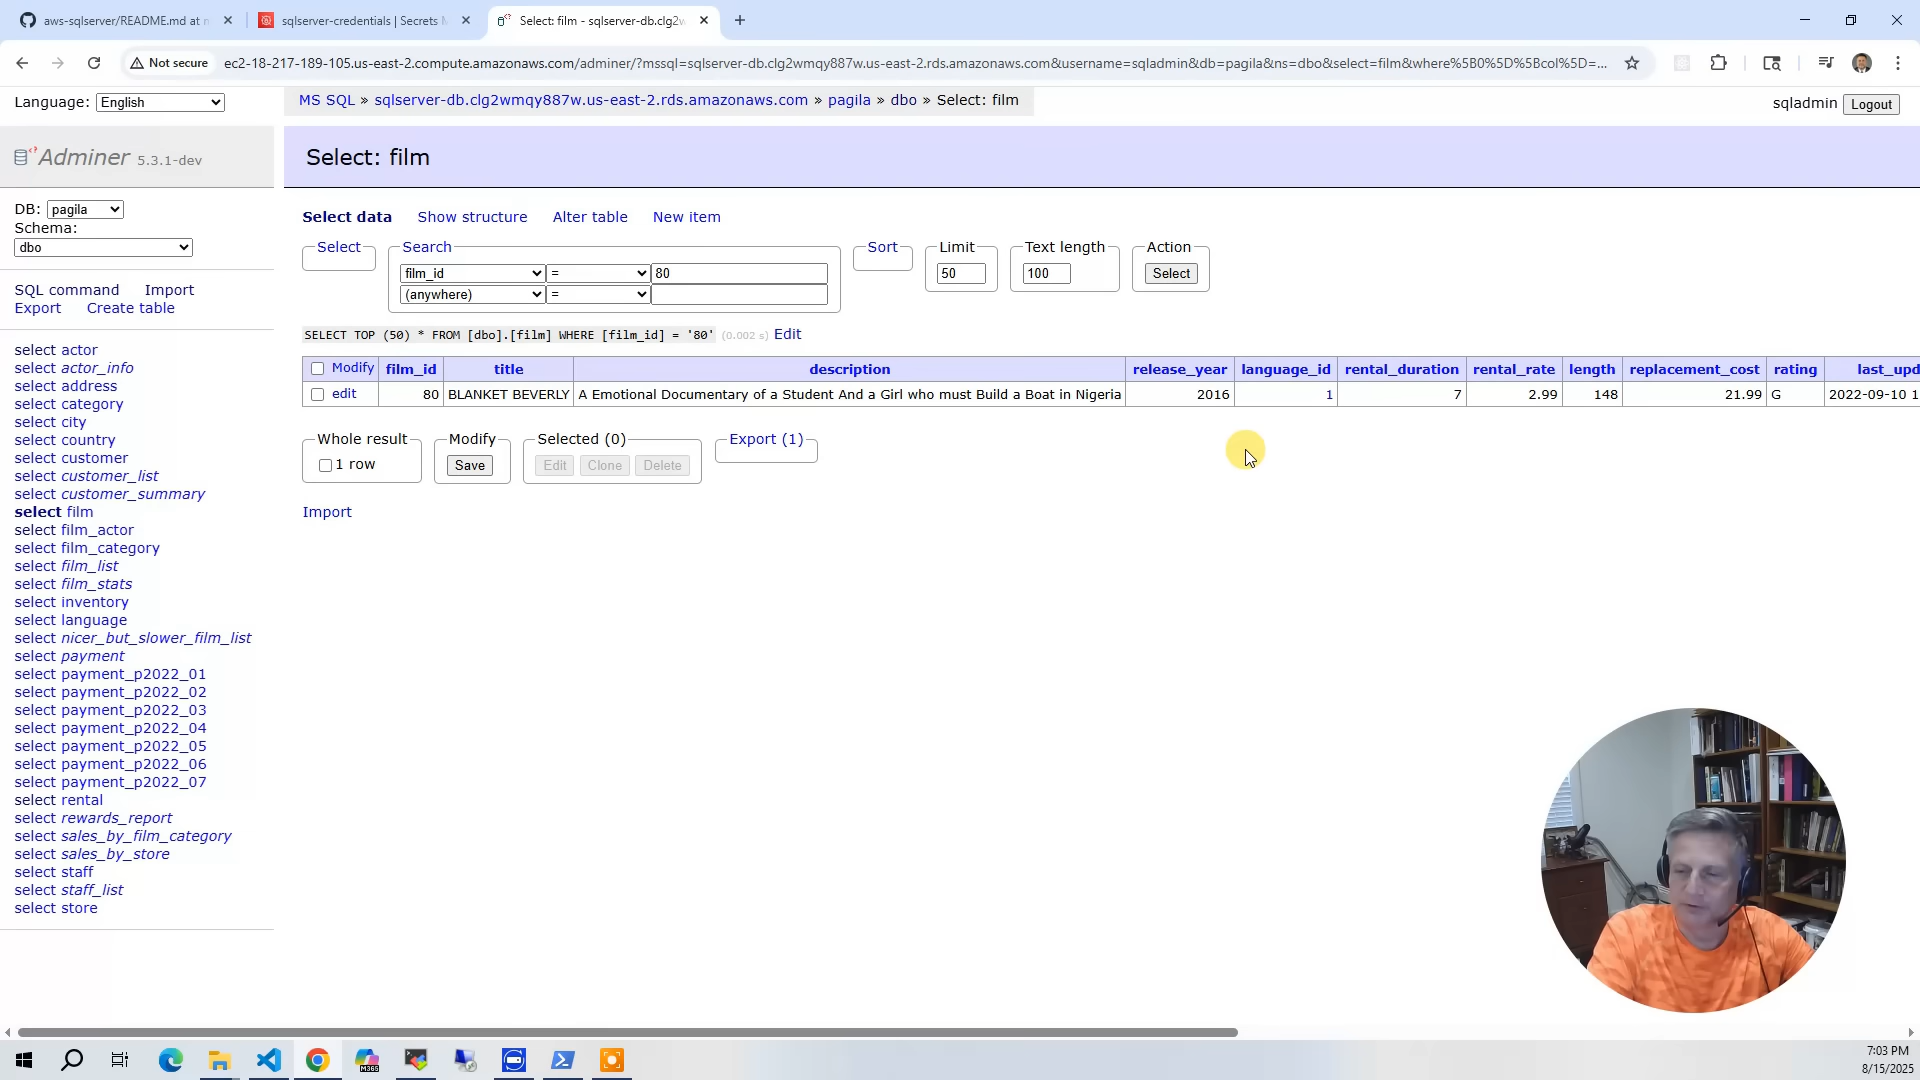 aws-sqlserver/README.md at m
sqlserver-credentials | Secrets M
Select: film - sqlserver-db.clg2w
Not secure
ec2-18-217-189-105.us-east-2.compute.amazonaws.com/adminer/?mssql=sqlserver-db.clg2wmqy887w.us-east-2.rds.amazonaws.com&username=sqladmin&db=pagila&ns=dbo&select=film&where%5B0%5D%5Bcol%5D=...
Language: English
MS SQL » sqlserver-db.clg2wmqy887w.us-east-2.rds.amazonaws.com » pagila » dbo » Select: film
sqladmin Logout
Adminer 5.3.1-dev
Select: film
DB: pagila
Schema:
dbo
SQL command Import
Export Create table
select actor
select actor_info
select address
select category
select city
select country
select customer
select customer_list
select customer_summary
select film
select film_actor
select film_category
select film_list
select film_stats
select inventory
select language
select nicer_but_slower_film_list
select payment
select payment_p2022_01
select payment_p2022_02
select payment_p2022_03
select payment_p2022_04
select payment_p2022_05
select payment_p2022_06
select payment_p2022_07
select rental
select rewards_report
select sales_by_film_category
select sales_by_store
select staff
select staff_list
select store
Select data Show structure Alter table New item
Select Search Sort Limit Text length Action
film_id = 80 50 100 Select
(anywhere) =
SELECT TOP (50) * FROM [dbo].[film] WHERE [film_id] = '80' (0.002 s) Edit
Modify film_id title description release_year language_id rental_duration rental_rate length replacement_cost rating last_upd
edit 80 BLANKET BEVERLY A Emotional Documentary of a Student And a Girl who must Build a Boat in Nigeria 2016 1 7 2.99 148 21.99 G 2022-09-10 1
Whole result Modify Selected (0) Export (1)
1 row Save Edit Clone Delete
Import
M365
7:03 PM
8/15/2025